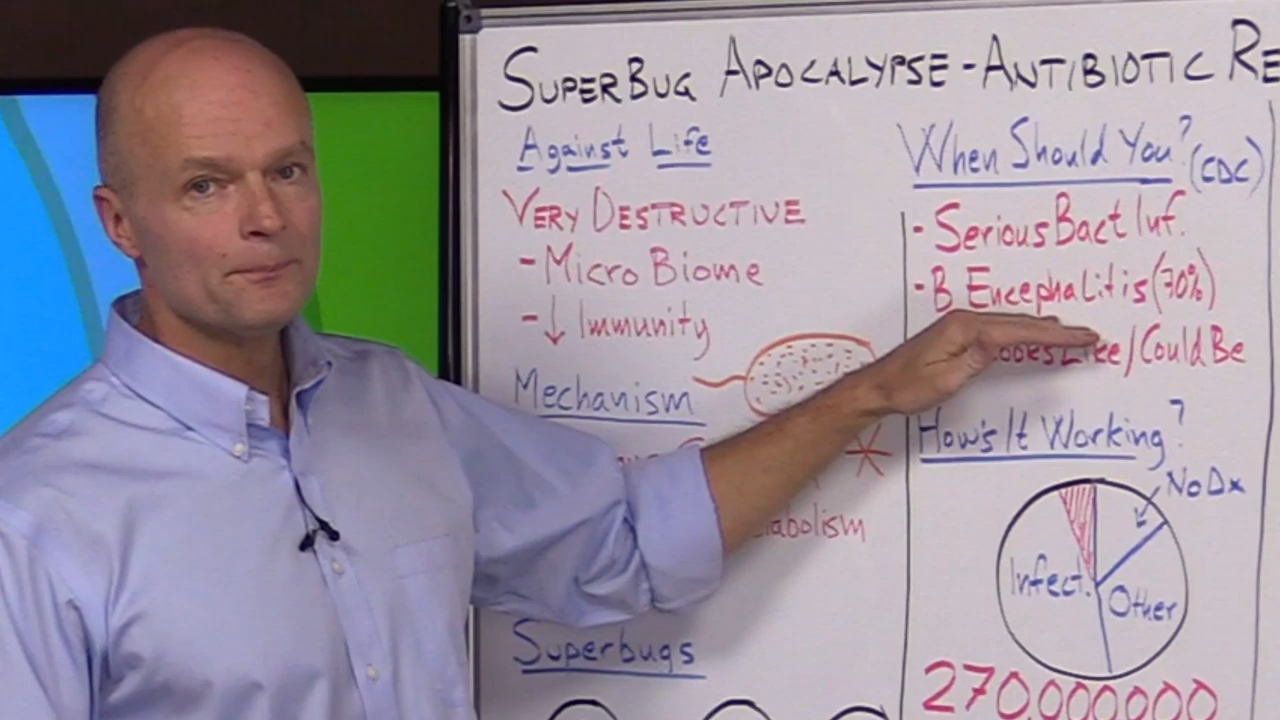 SUPERBUG APOCALYPSE - ANTIBIOTIC RE
Against Life
VERY DESTRUCTIVE
- MICRO BIOME
- ↓ Immunity
Mechanism
Superbugs
When Should You? (CDC)
- Serious Bact Inf.
- B Encephalitis (70%)
Like/Could Be
How's It Working?
No Dx
Infect.
Other
270,000,000